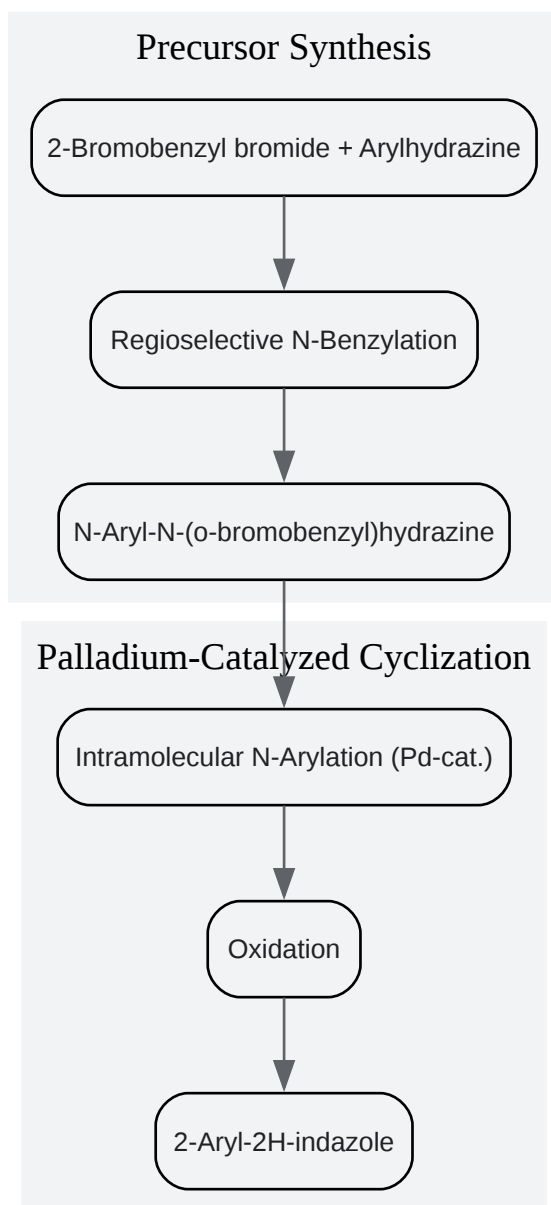 Precursor Synthesis
2-Bromobenzyl bromide + Arylhydrazine
Regioselective N-Benzylation
N-Aryl-N-(o-bromobenzyl)hydrazine
Palladium-Catalyzed Cyclization
Intramolecular N-Arylation (Pd-cat.)
Oxidation
2-Aryl-2H-indazole